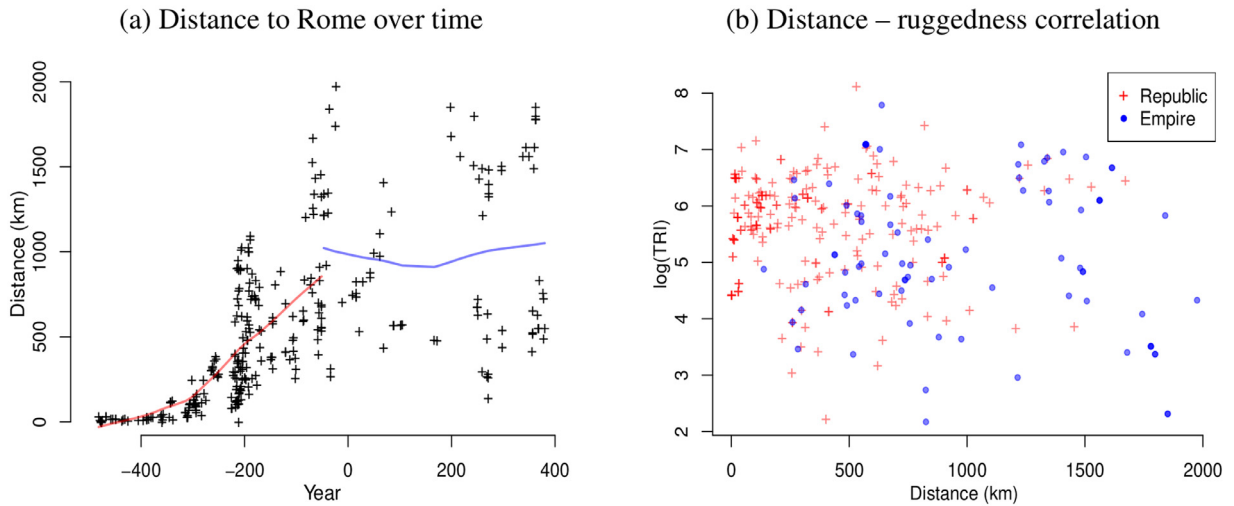 (a) Distance to Rome over time
Distance (km)
2000
1500
1000
500
0
−400 −200 0 200 400
Year
(b) Distance – ruggedness correlation
Republic
Empire
log(TRI)
8
7
6
5
4
3
2
0 500 1000 1500 2000
Distance (km)